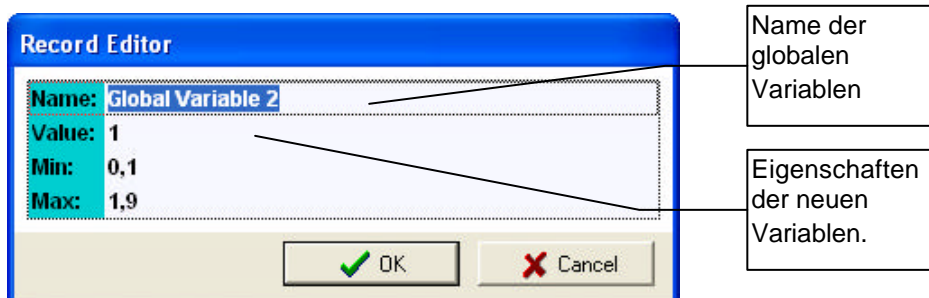 Record Editor
Name: Global Variable 2
Value: 1
Min: 0,1
Max: 1,9
OK Cancel
Name der
globalen
Variablen
Eigenschaften
der neuen
Variablen.